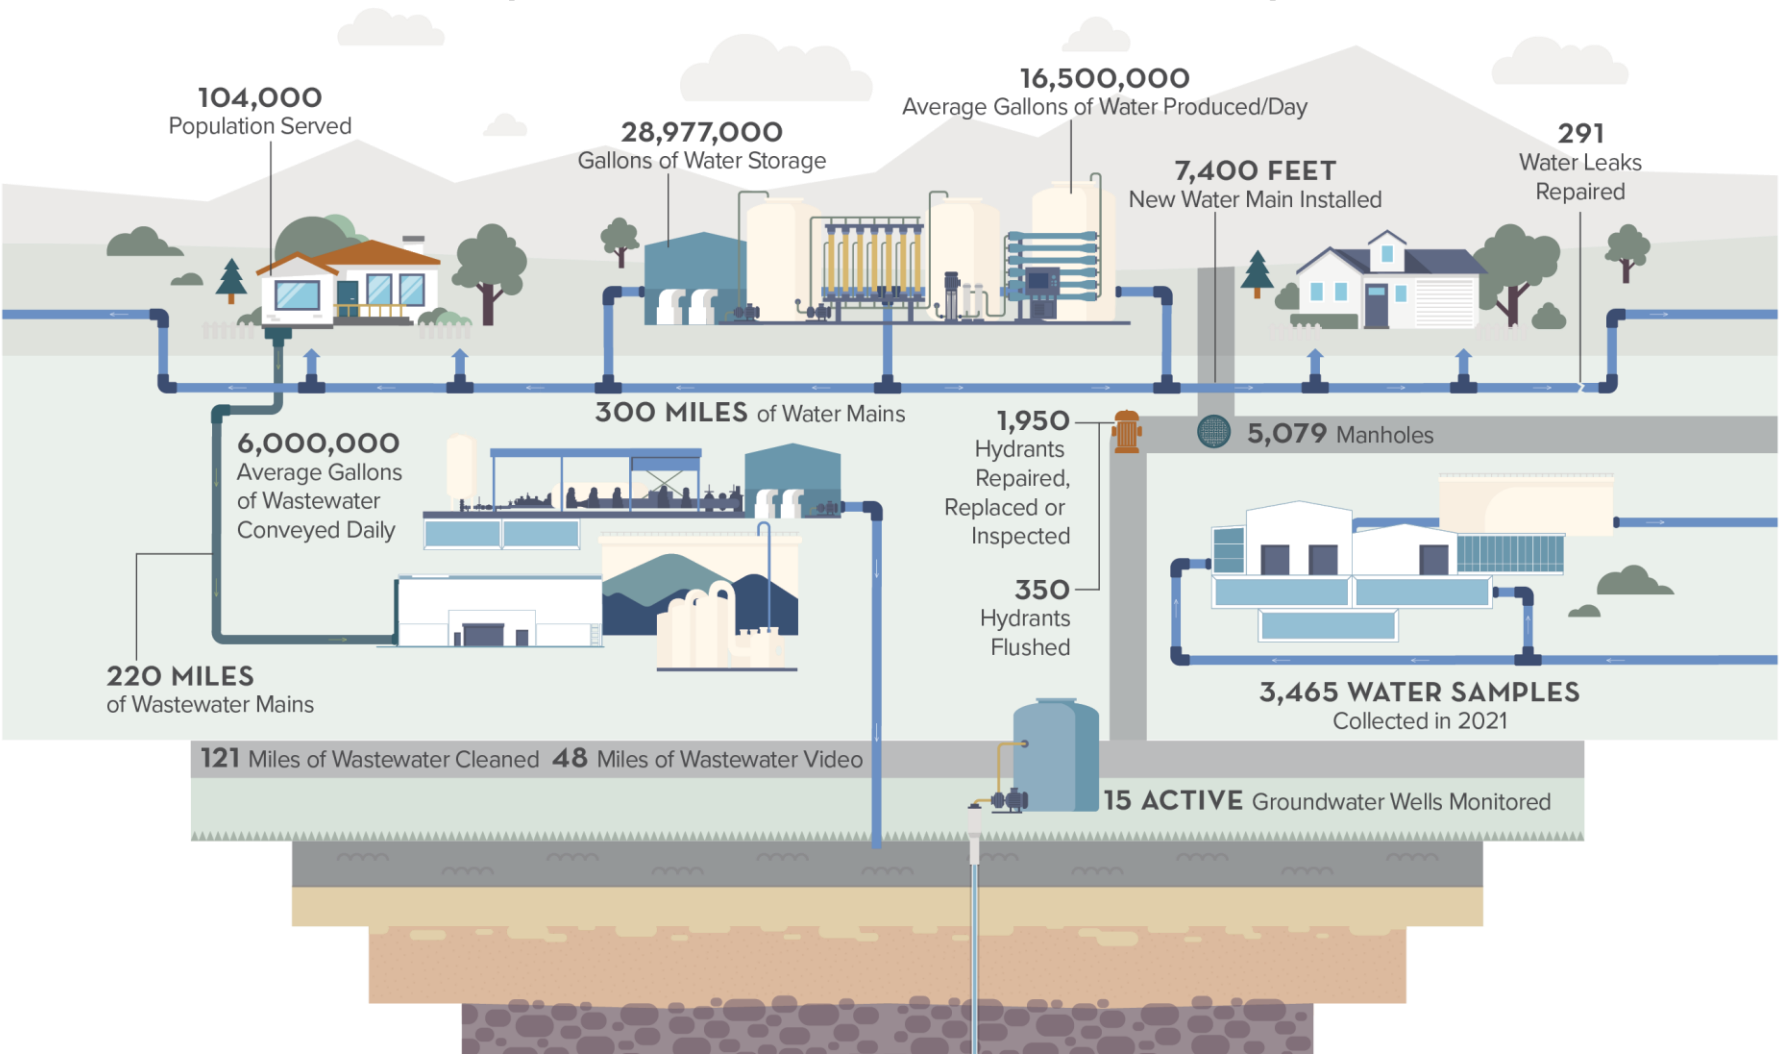 104,000
Population Served
28,977,000
Gallons of Water Storage
16,500,000
Average Gallons of Water Produced/Day
7,400 FEET
New Water Main Installed
291
Water Leaks
Repaired
300 MILES of Water Mains
6,000,000
Average Gallons
of Wastewater
Conveyed Daily
1,950
Hydrants
Repaired,
Replaced or
Inspected
5,079 Manholes
350
Hydrants
Flushed
220 MILES
of Wastewater Mains
3,465 WATER SAMPLES
Collected in 2021
121 Miles of Wastewater Cleaned 48 Miles of Wastewater Video
15 ACTIVE Groundwater Wells Monitored